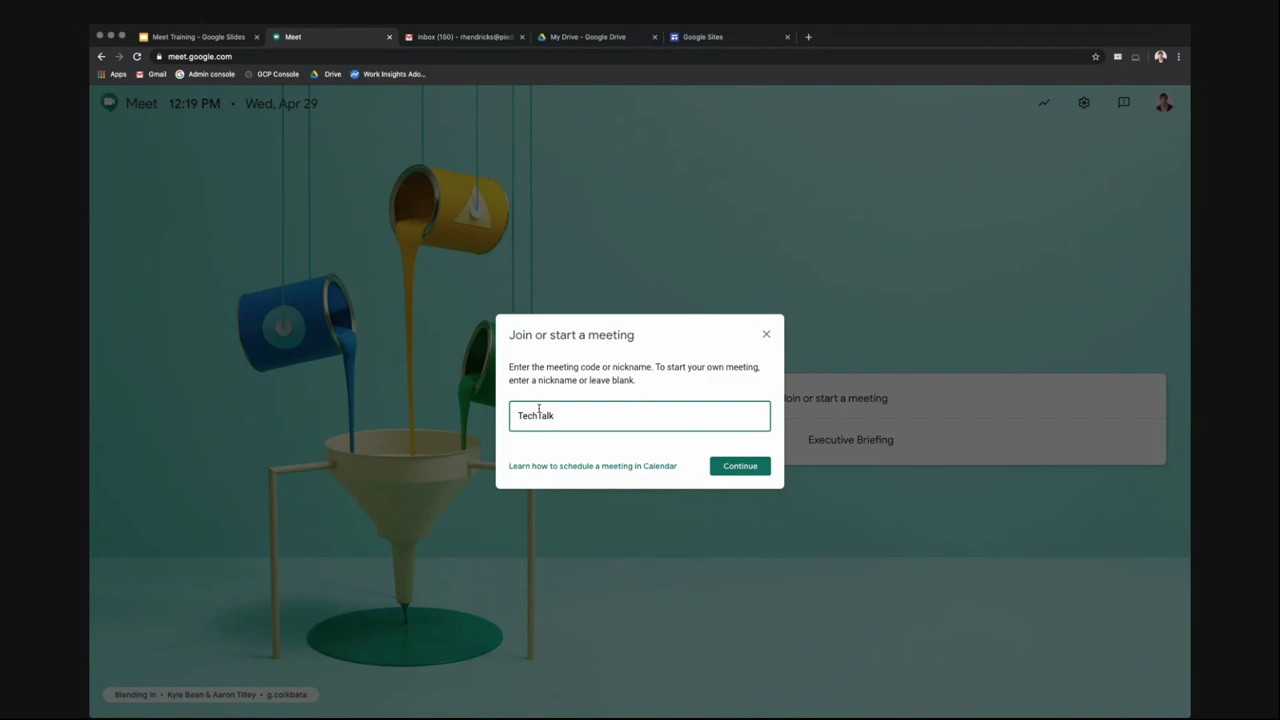 Meet Training - Google Slides
Meet
Inbox (150) - rhendricks@pied
My Drive - Google Drive
Google Sites
meet.google.com
Apps
Gmail
Admin console
GCP Console
Drive
Work Insights Ado...
Meet 12:19 PM • Wed, Apr 29
Join or start a meeting
Enter the meeting code or nickname. To start your own meeting,
enter a nickname or leave blank.
TechTalk
Learn how to schedule a meeting in Calendar
Continue
Join or start a meeting
Executive Briefing
Blending in • Kyle Bean & Aaron Tilley • g.co/kbata